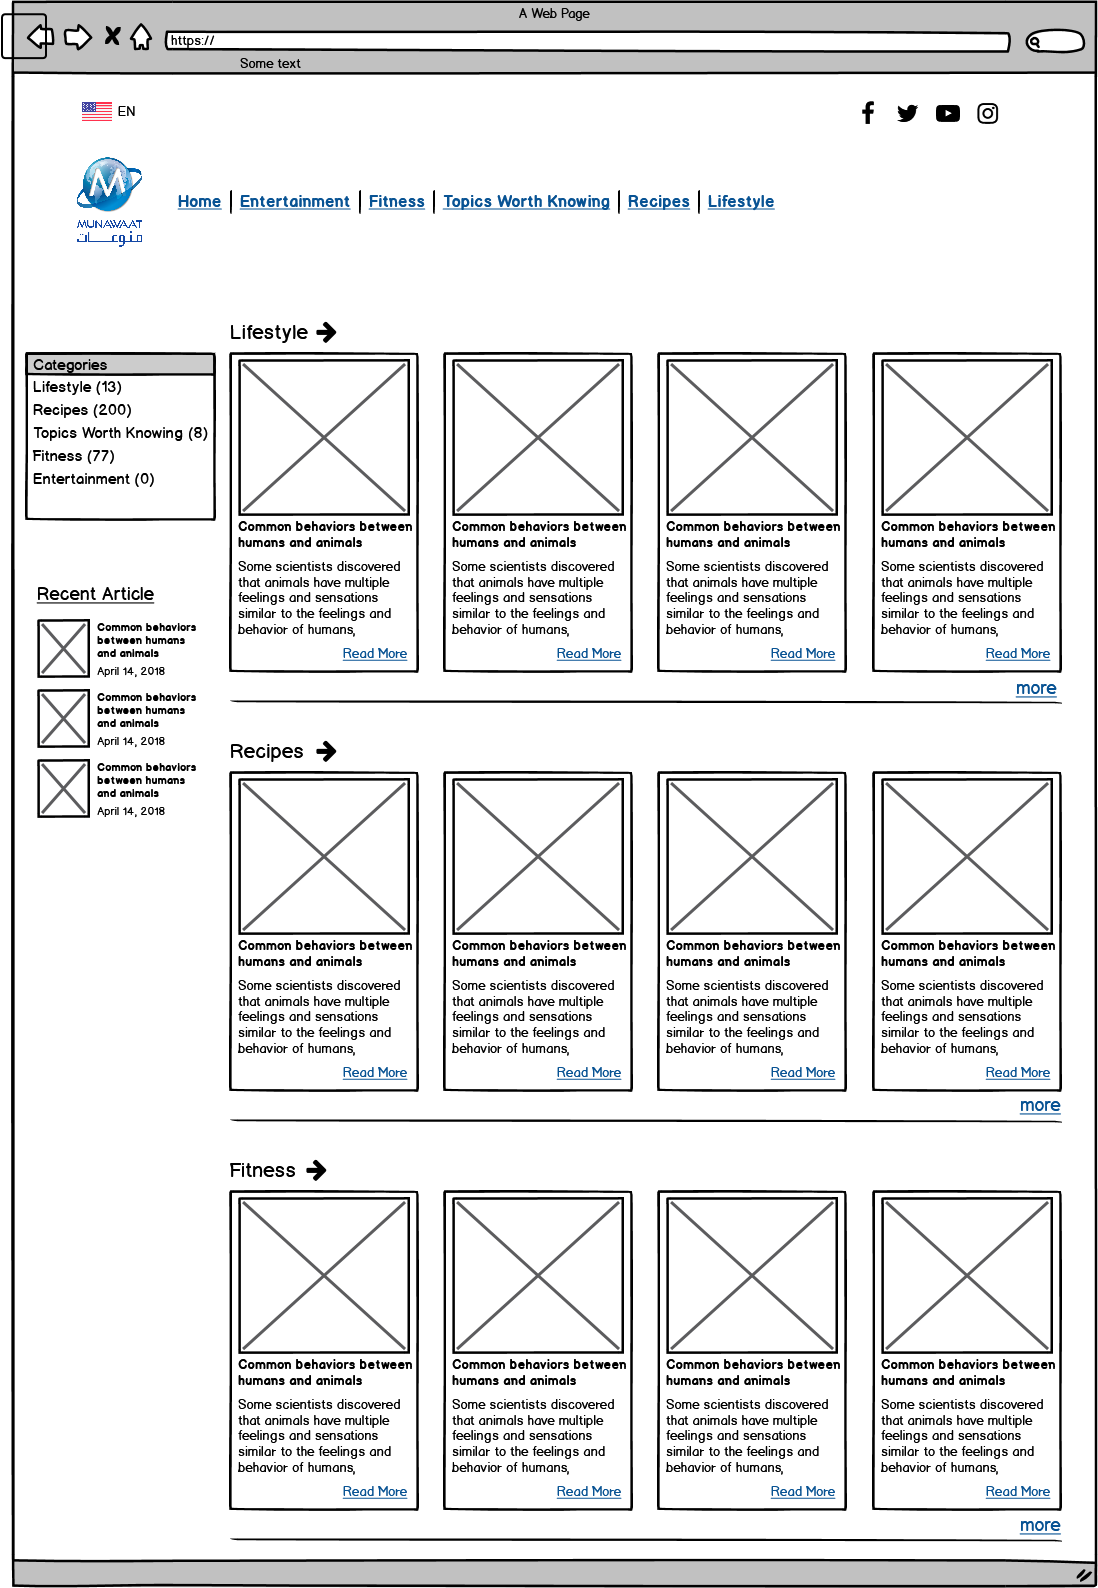 A Web Page
https://
Some text
EN
MUNAWAAT
منوعات
Home
Entertainment
Fitness
Topics Worth Knowing
Recipes
Lifestyle
Categories
Lifestyle (13)
Recipes (200)
Topics Worth Knowing (8)
Fitness (77)
Entertainment (0)
Recent Article
Common behaviors
between humans
and animals
April 14, 2018
Common behaviors
between humans
and animals
April 14, 2018
Common behaviors
between humans
and animals
April 14, 2018
Lifestyle
Common behaviors between
humans and animals
Some scientists discovered
that animals have multiple
feelings and sensations
similar to the feelings and
behavior of humans,
Read More
Common behaviors between
humans and animals
Some scientists discovered
that animals have multiple
feelings and sensations
similar to the feelings and
behavior of humans,
Read More
Common behaviors between
humans and animals
Some scientists discovered
that animals have multiple
feelings and sensations
similar to the feelings and
behavior of humans,
Read More
Common behaviors between
humans and animals
Some scientists discovered
that animals have multiple
feelings and sensations
similar to the feelings and
behavior of humans,
Read More
more
Recipes
Common behaviors between
humans and animals
Some scientists discovered
that animals have multiple
feelings and sensations
similar to the feelings and
behavior of humans,
Read More
Common behaviors between
humans and animals
Some scientists discovered
that animals have multiple
feelings and sensations
similar to the feelings and
behavior of humans,
Read More
Common behaviors between
humans and animals
Some scientists discovered
that animals have multiple
feelings and sensations
similar to the feelings and
behavior of humans,
Read More
Common behaviors between
humans and animals
Some scientists discovered
that animals have multiple
feelings and sensations
similar to the feelings and
behavior of humans,
Read More
more
Fitness
Common behaviors between
humans and animals
Some scientists discovered
that animals have multiple
feelings and sensations
similar to the feelings and
behavior of humans,
Read More
Common behaviors between
humans and animals
Some scientists discovered
that animals have multiple
feelings and sensations
similar to the feelings and
behavior of humans,
Read More
Common behaviors between
humans and animals
Some scientists discovered
that animals have multiple
feelings and sensations
similar to the feelings and
behavior of humans,
Read More
Common behaviors between
humans and animals
Some scientists discovered
that animals have multiple
feelings and sensations
similar to the feelings and
behavior of humans,
Read More
more